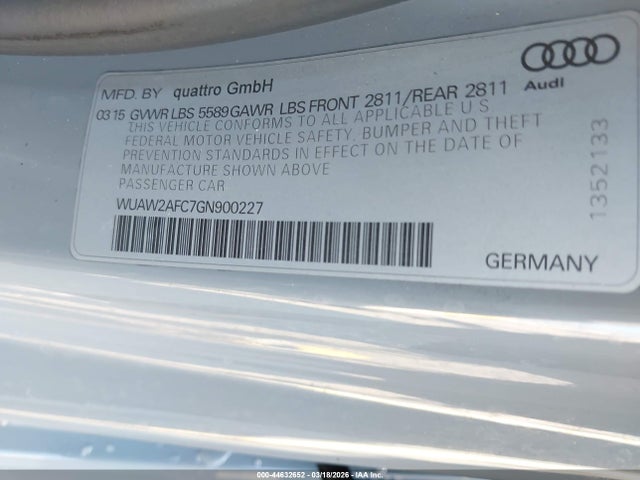 MFD. BY quattro GmbH
Audi
03 15 GVWR LBS 5589 GAWR LBS FRONT 2811/REAR 2811
THIS VEHICLE CONFORMS TO ALL APPLICABLE U S
FEDERAL MOTOR VEHICLE SAFETY, BUMPER AND THEFT
PREVENTION STANDARDS IN EFFECT ON THE DATE OF
MANUFACTURE SHOWN ABOVE
PASSENGER CAR
WUAW2AFC7GN900227
GERMANY
1352133
000-44632652 - 03/18/2026 - IAA Inc.